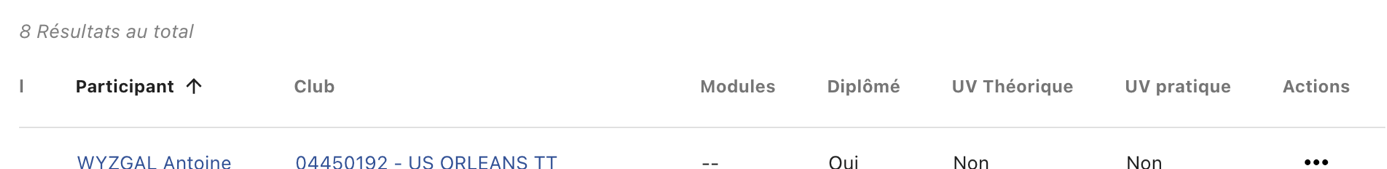 8 Résultats au total
l Participant ↑ Club Modules Diplômé UV Théorique UV pratique Actions
WYZGAL Antoine 04450192 - US ORLEANS TT -- Oui Non Non •••